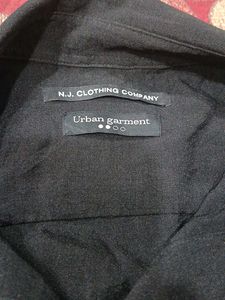 N.J. CLOTHING COMPANY
Urban garment